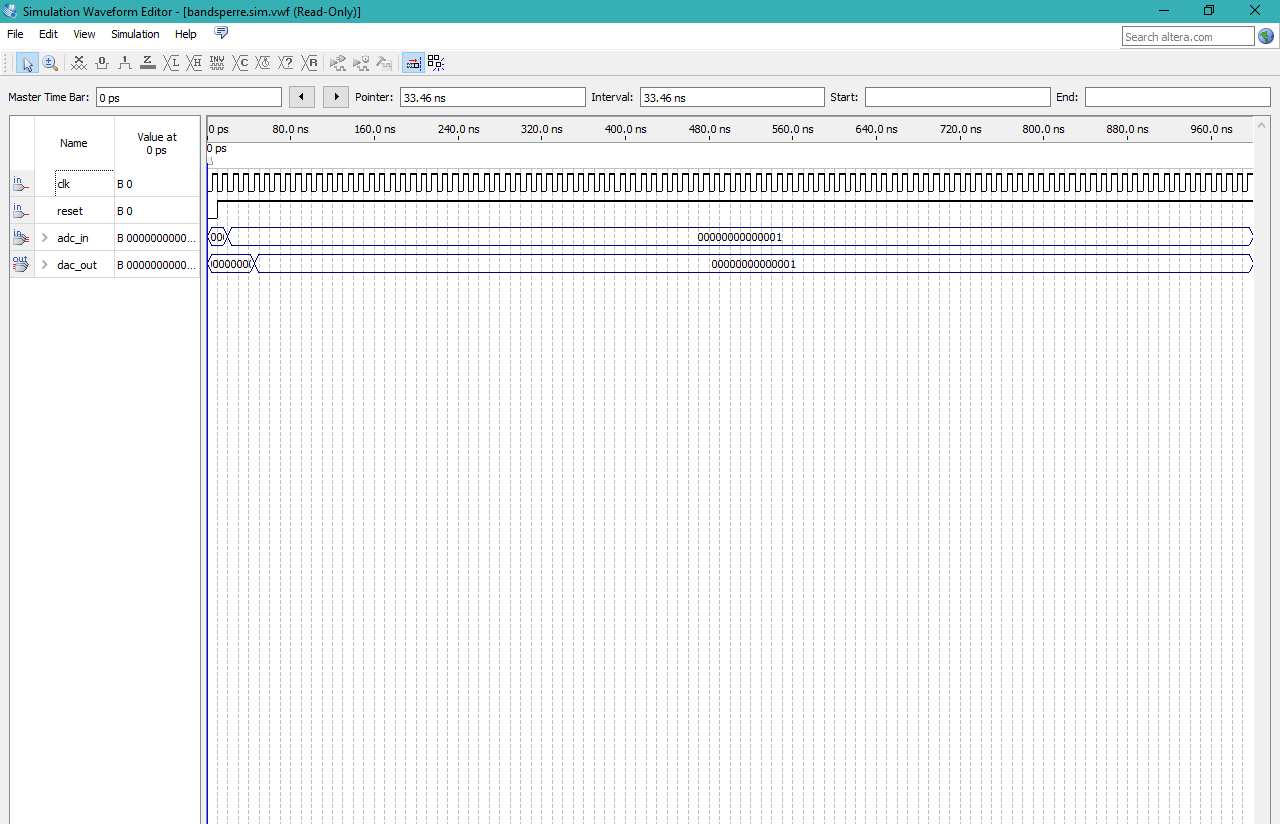 Simulation Waveform Editor - [bandsperre.sim.vwf (Read-Only)]
File Edit View Simulation Help
Search altera.com
Master Time Bar: 0 ps Pointer: 33.46 ns Interval: 33.46 ns Start: End:
Name Value at 0 ps
0 ps 80.0 ns 160.0 ns 240.0 ns 320.0 ns 400.0 ns 480.0 ns 560.0 ns 640.0 ns 720.0 ns 800.0 ns 880.0 ns 960.0 ns
0 ps
in clk B 0
in reset B 0
in adc_in B 0000000000... 00000000000001
out dac_out B 0000000000... 00000000000001